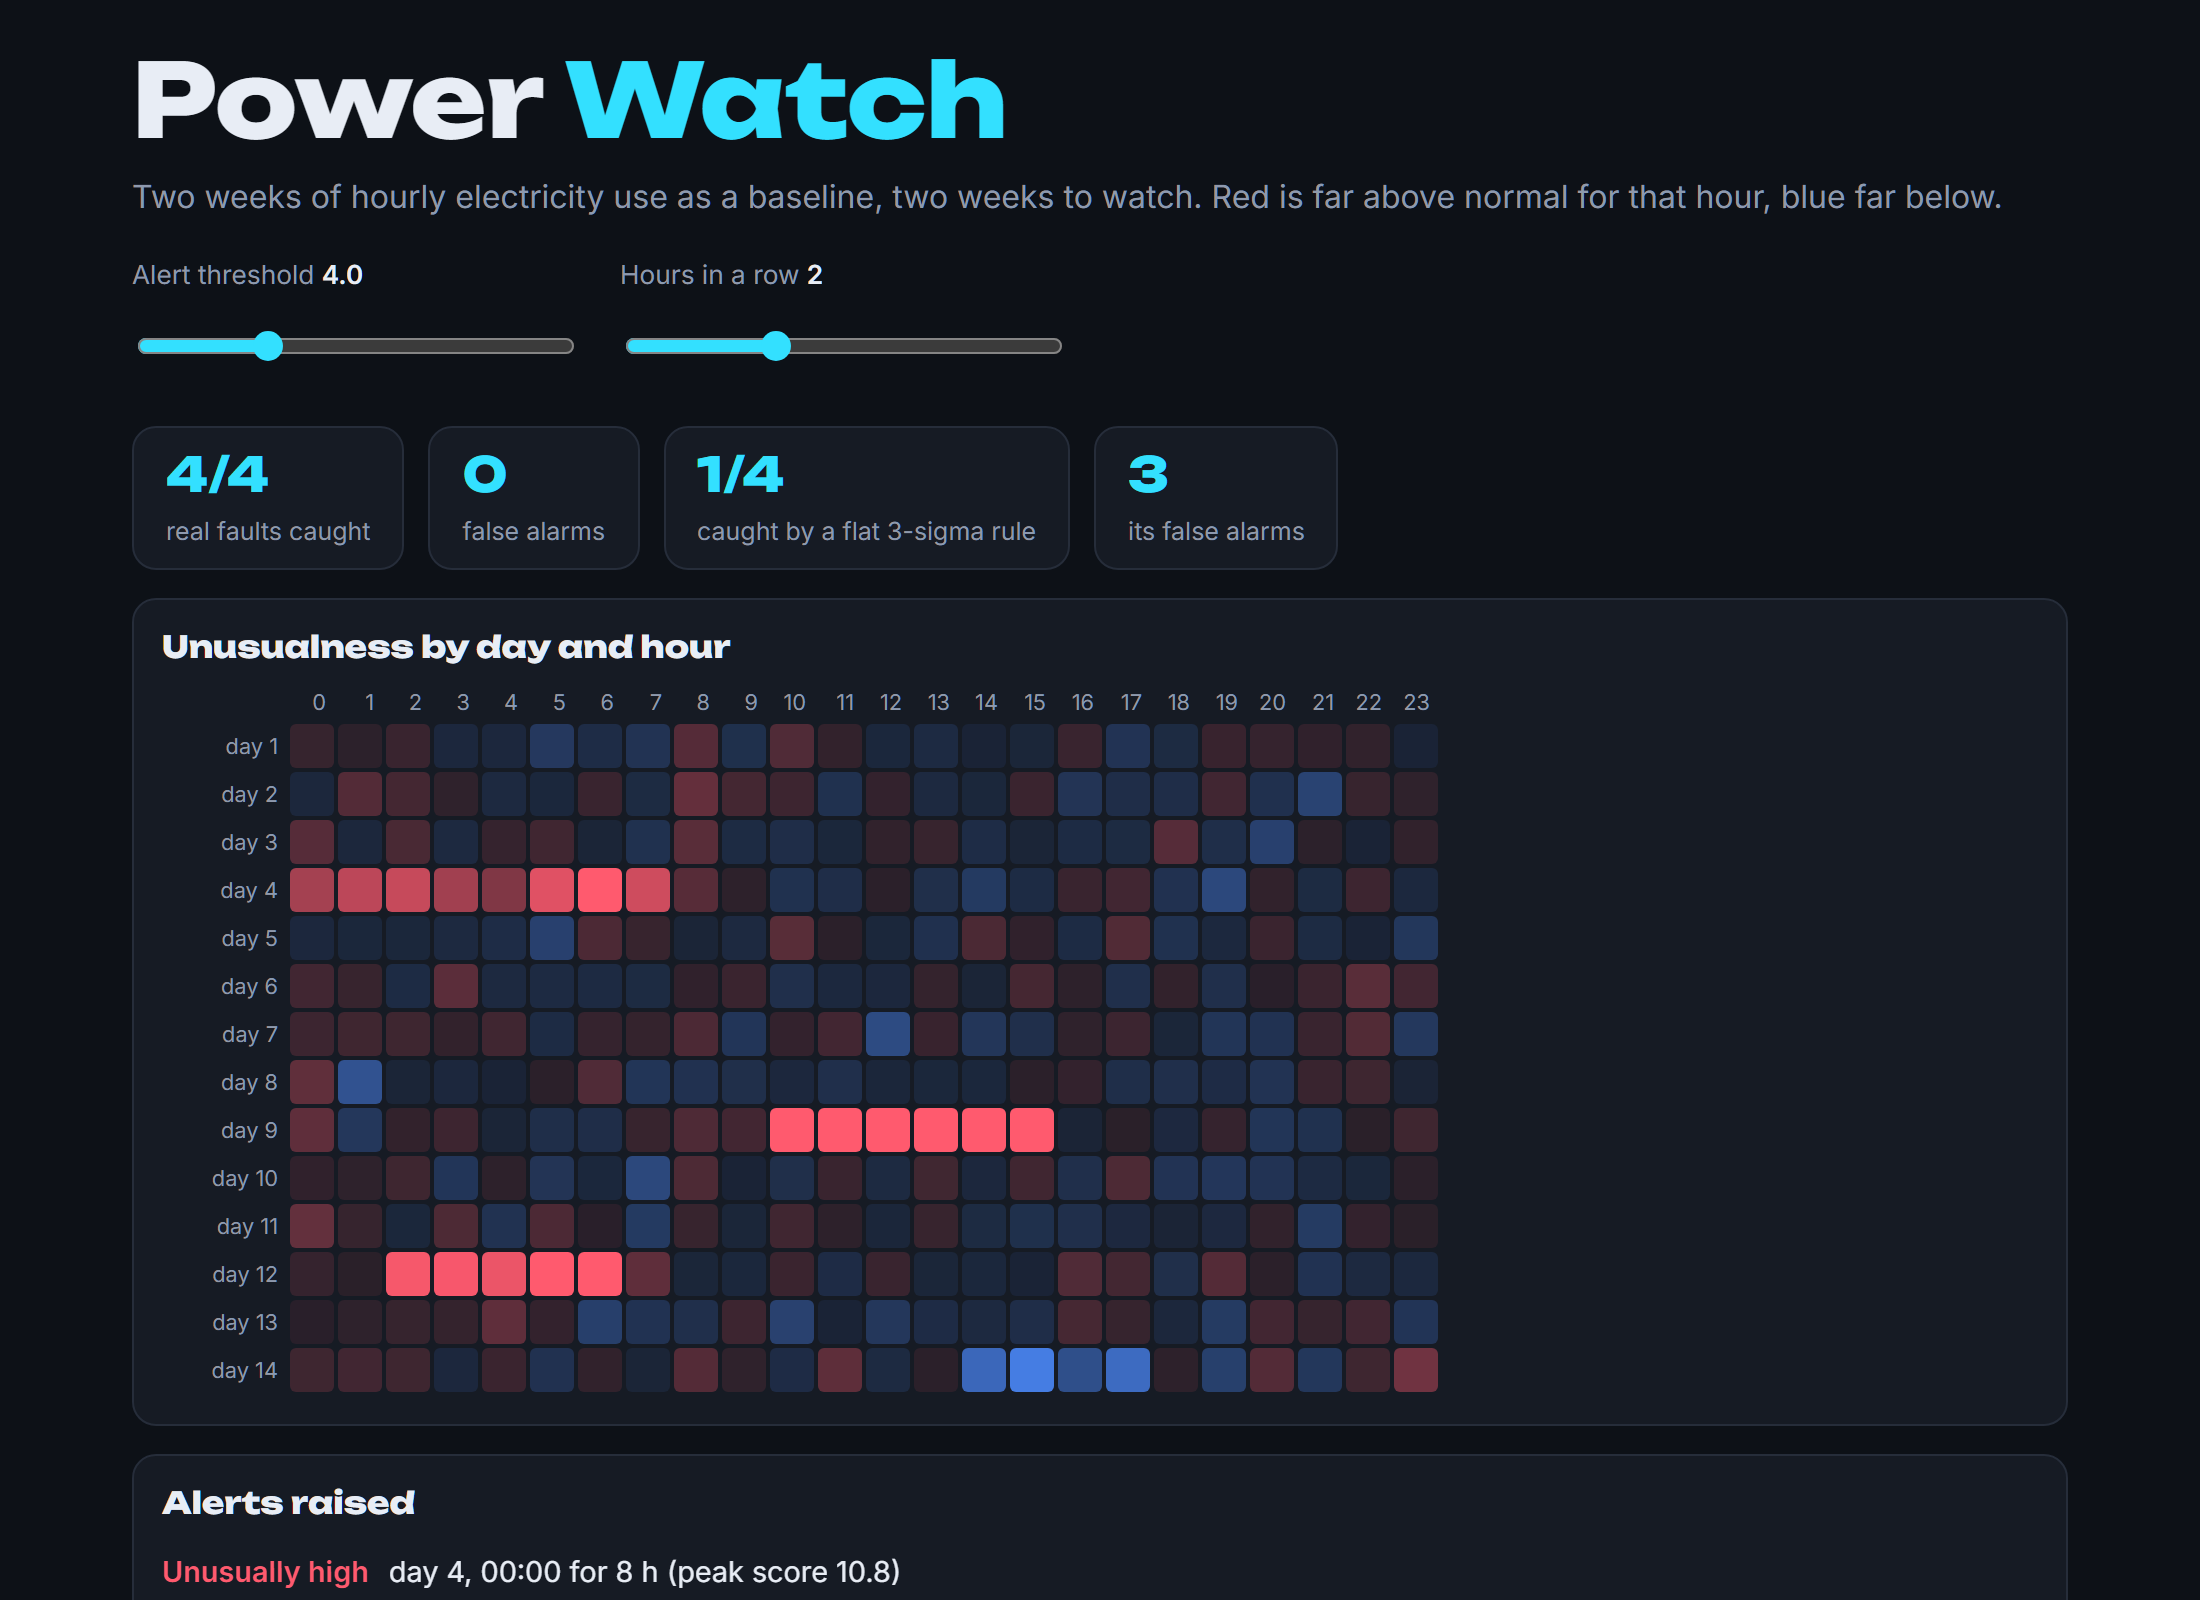 Power Watch
Two weeks of hourly electricity use as a baseline, two weeks to watch. Red is far above normal for that hour, blue far below.
Alert threshold 4.0 Hours in a row 2
4/4 0 1/4 3
real faults caught false alarms caught by a flat 3-sigma rule its false alarms
Unusualness by day and hour
0 1 2 3 4 5 6 7 8 9 10 11 12 13 14 15 16 17 18 19 20 21 22 23
day 1
day 2
day 3
day 4
day 5
day 6
day 7
day 8
day 9
day 10
day 11
day 12
day 13
day 14
Alerts raised
Unusually high day 4, 00:00 for 8 h (peak score 10.8)